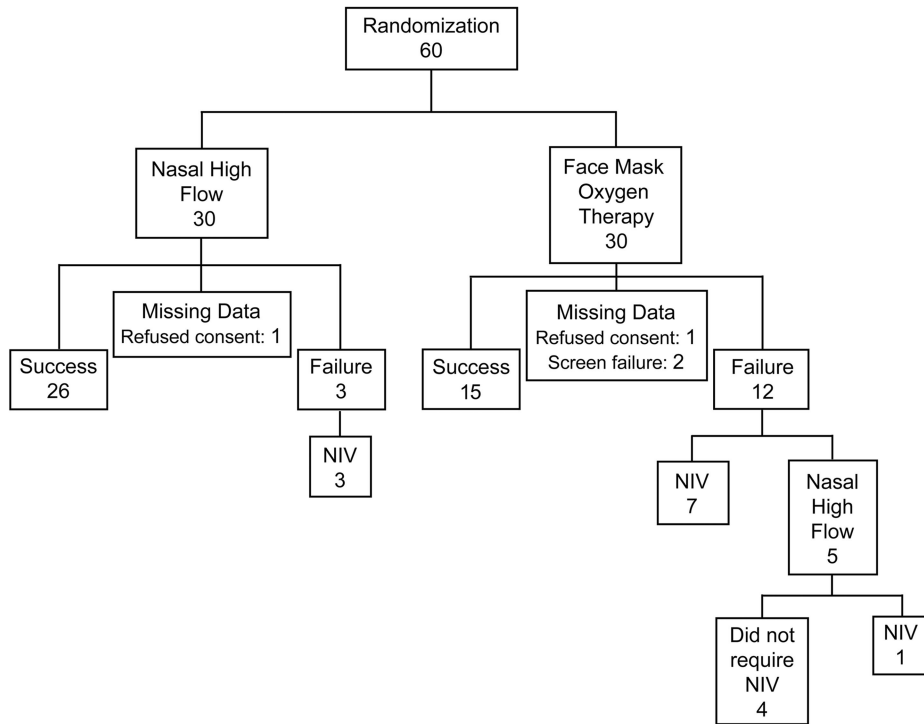 Randomization
60
Nasal High
Flow
30
Face Mask
Oxygen
Therapy
30
Success
26
Missing Data
Refused consent: 1
Failure
3
NIV
3
Success
15
Missing Data
Refused consent: 1
Screen failure: 2
Failure
12
NIV
7
Nasal
High
Flow
5
Did not
require
NIV
4
NIV
1